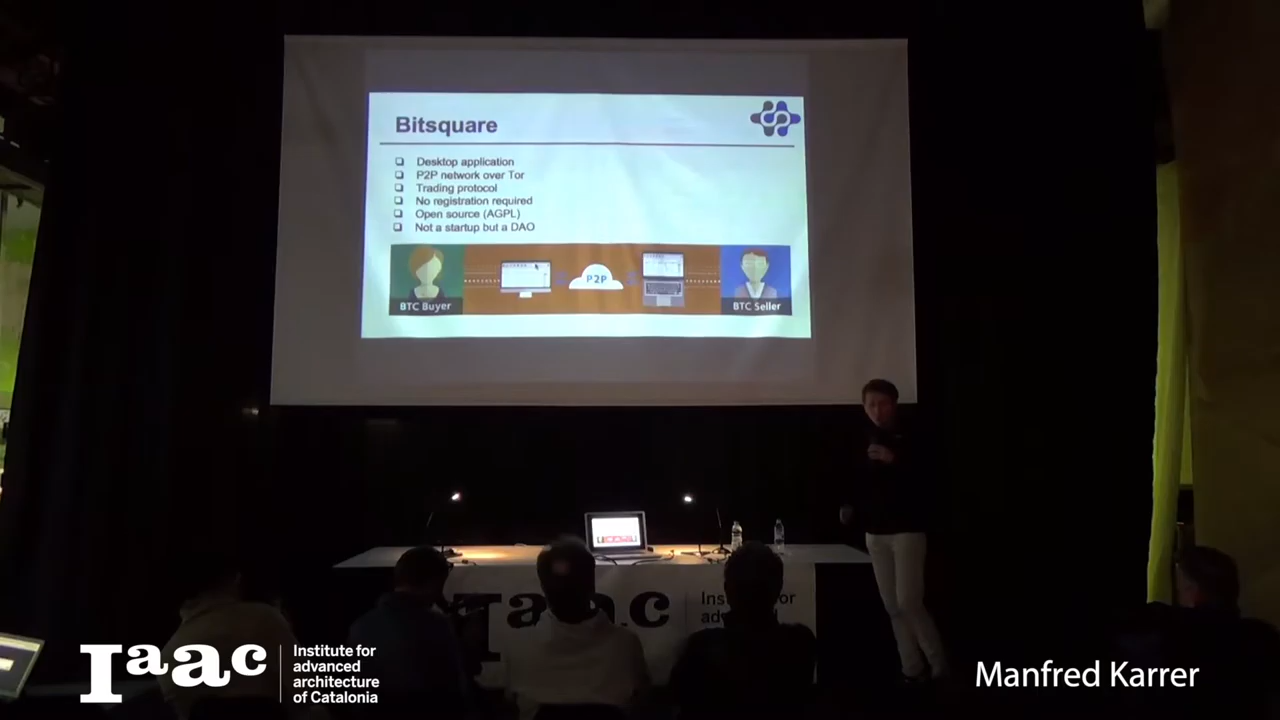 Bitsquare
Desktop application
P2P network over Tor
Trading protocol
No registration required
Open source (AGPL)
Not a startup but a DAO
P2P
BTC Buyer
BTC Seller
Iaac
Iaac
Institute for
advanced
architecture
of Catalonia
Manfred Karrer